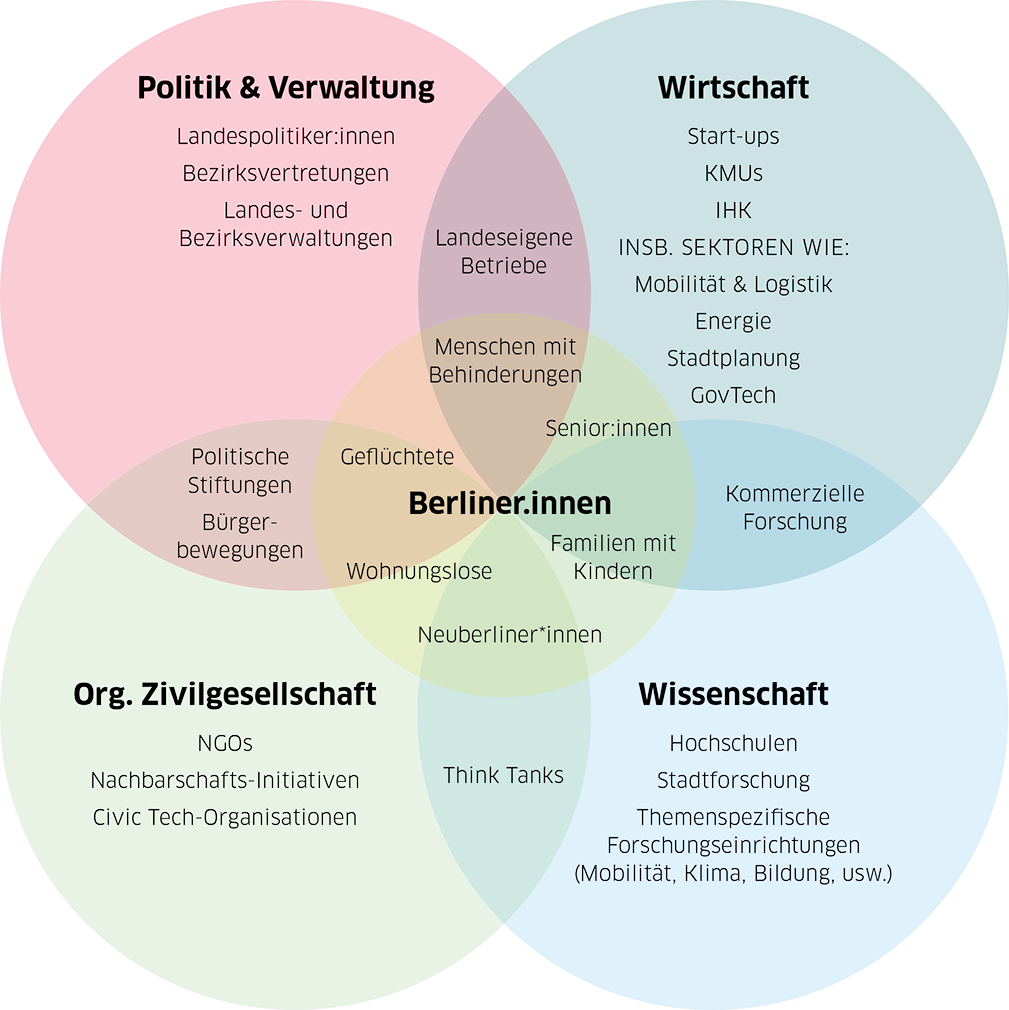 Politik & Verwaltung
Landespolitiker:innen
Bezirksvertretungen
Landes- und
Bezirksverwaltungen
Wirtschaft
Start-ups
KMUs
IHK
INSB. SEKTOREN WIE:
Mobilität & Logistik
Energie
Stadtplanung
GovTech
Landeseigene
Betriebe
Menschen mit
Behinderungen
Senior:innen
Geflüchtete
Politische
Stiftungen
Bürger-
bewegungen
Berliner.innen
Kommerzielle
Forschung
Familien mit
Kindern
Wohnungslose
Neuberliner*innen
Org. Zivilgesellschaft
NGOs
Nachbarschafts-Initiativen
Civic Tech-Organisationen
Think Tanks
Wissenschaft
Hochschulen
Stadtforschung
Themenspezifische
Forschungseinrichtungen
(Mobilität, Klima, Bildung, usw.)